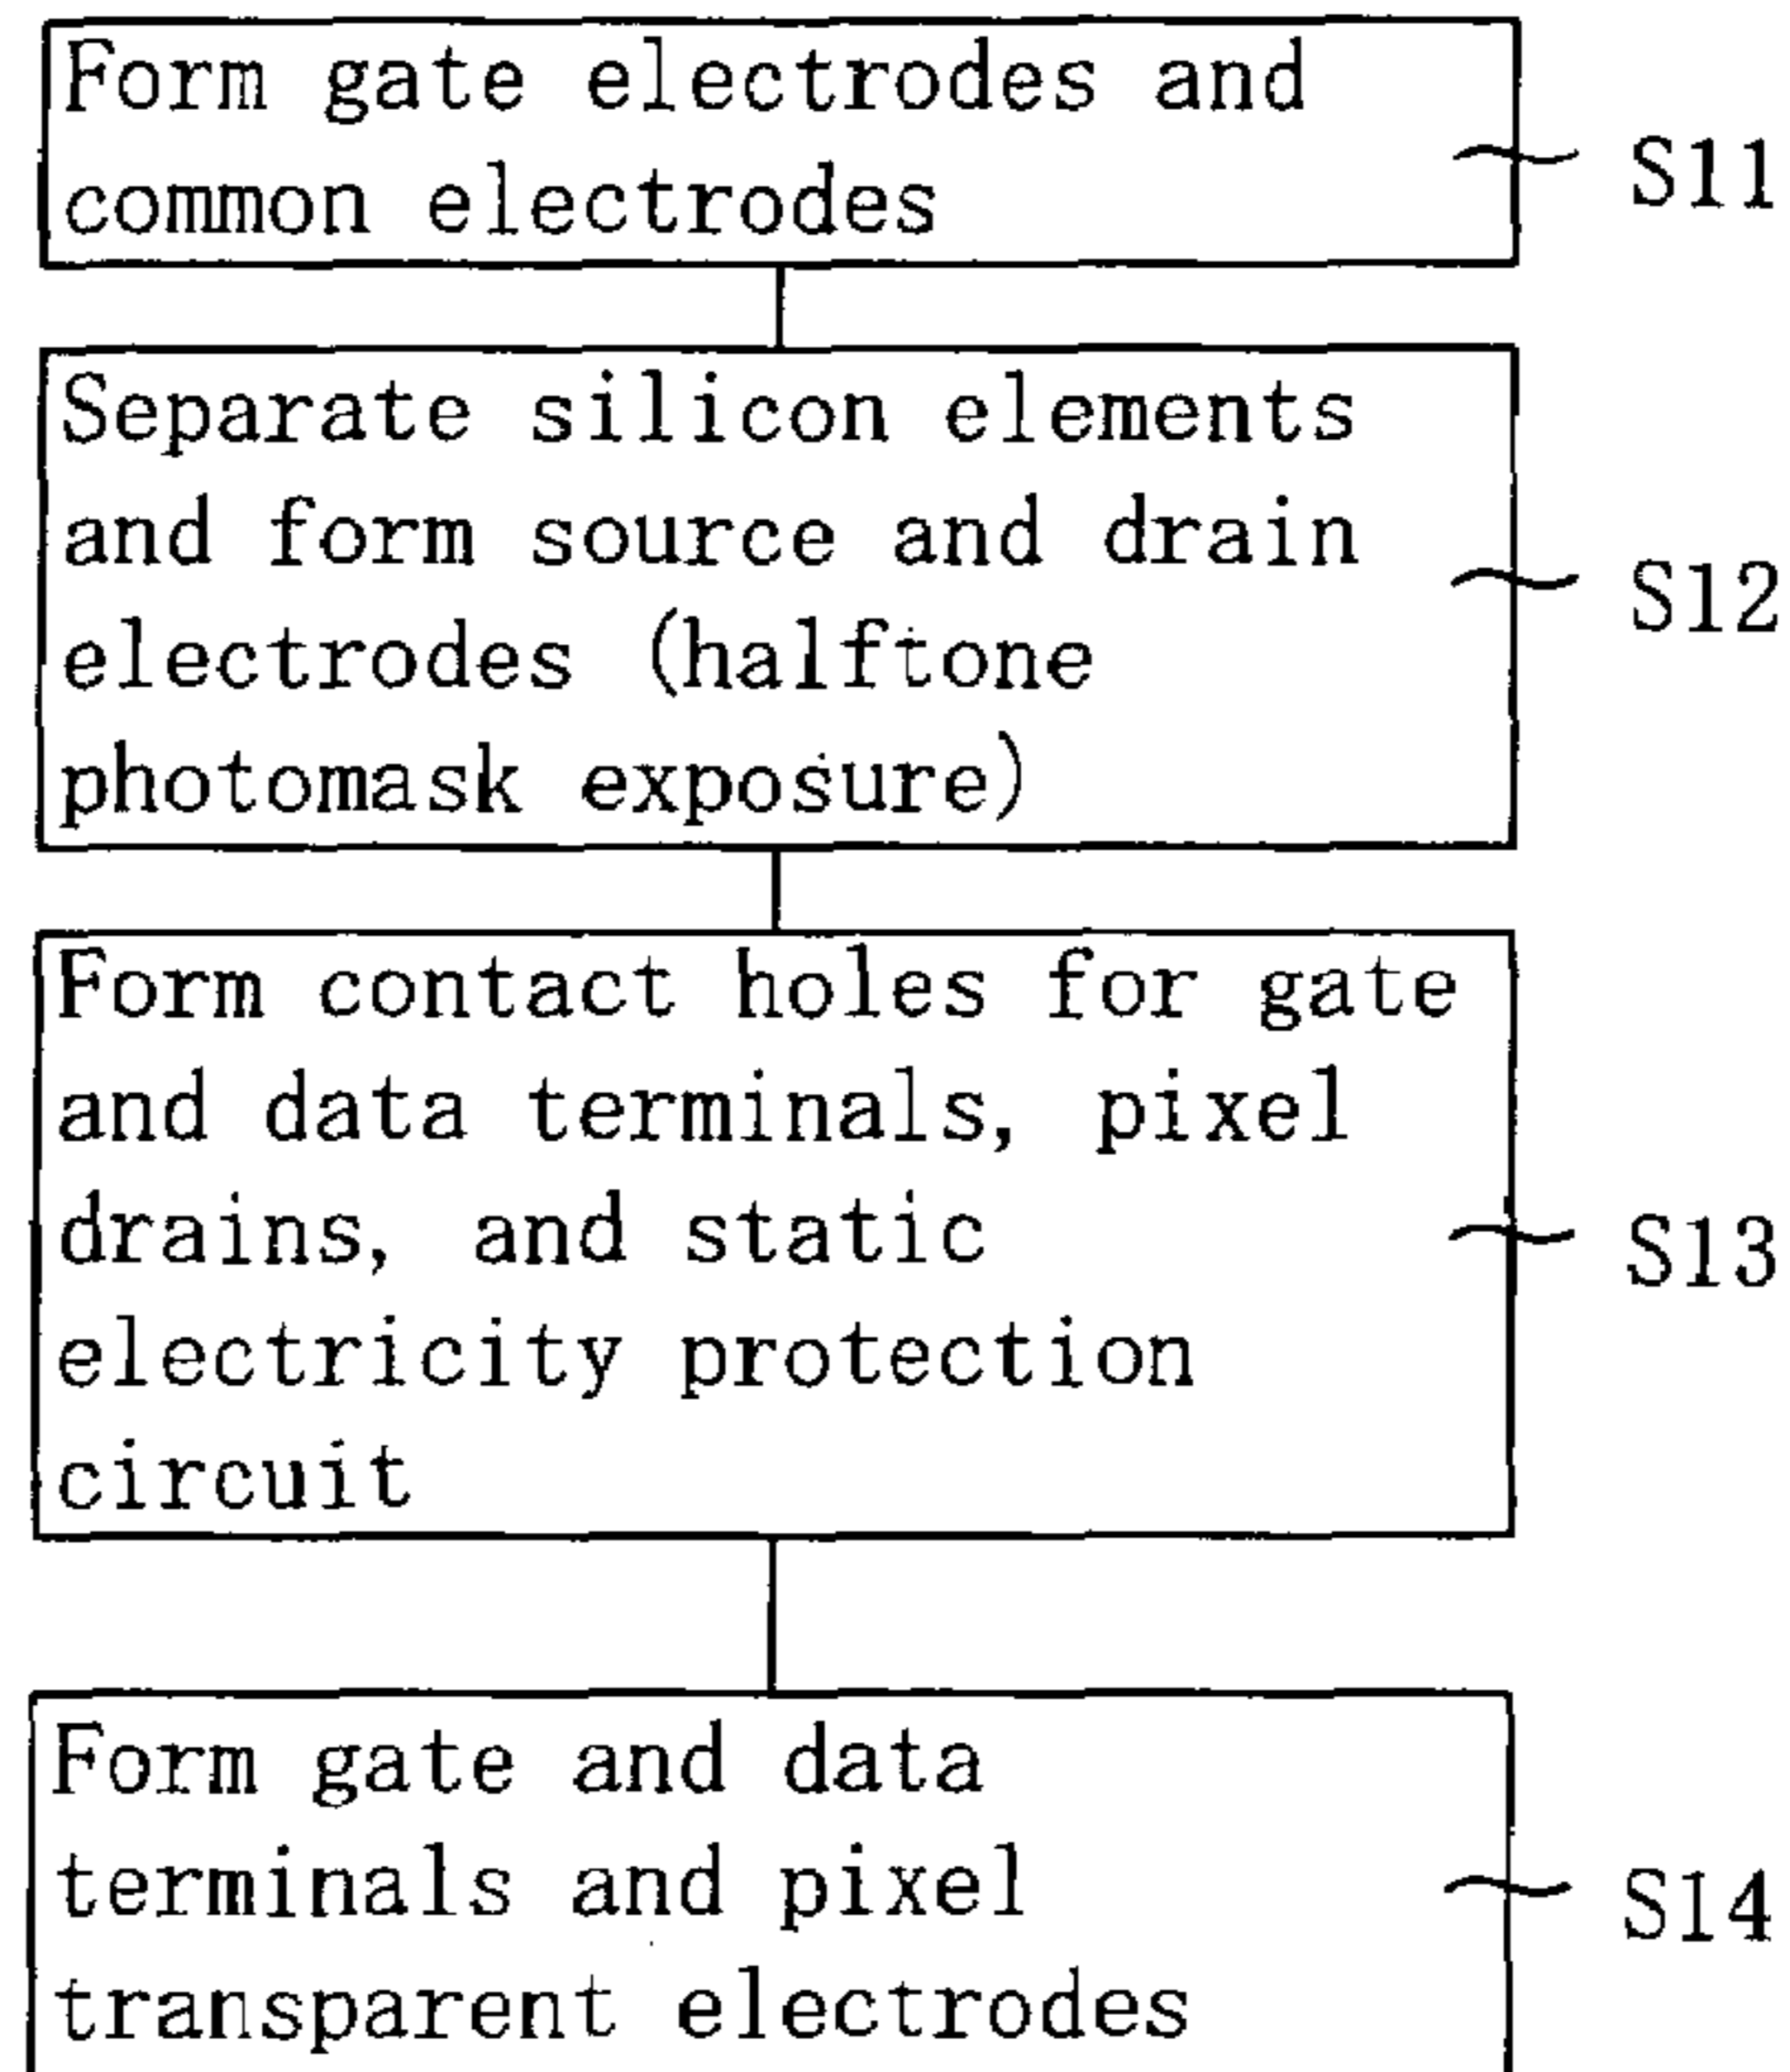 Form gate electrodes and
common electrodes
S11
Separate silicon elements
and form source and drain
electrodes (halftone
photomask exposure)
S12
Form contact holes for gate
and data terminals, pixel
drains, and static
electricity protection
circuit
S13
Form gate and data
terminals and pixel
transparent electrodes
S14